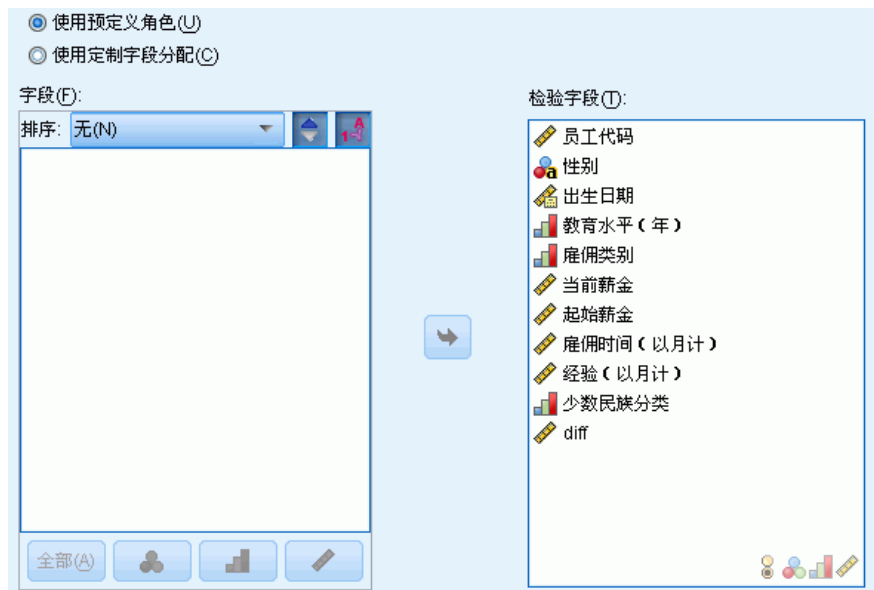 使用预定义角色(U)
使用定制字段分配(C)
字段(F):
排序: 无(N)
全部(A)
检验字段(T):
员工代码
性别
出生日期
教育水平（年）
雇佣类别
当前薪金
起始薪金
雇佣时间（以月计）
经验（以月计）
少数民族分类
diff